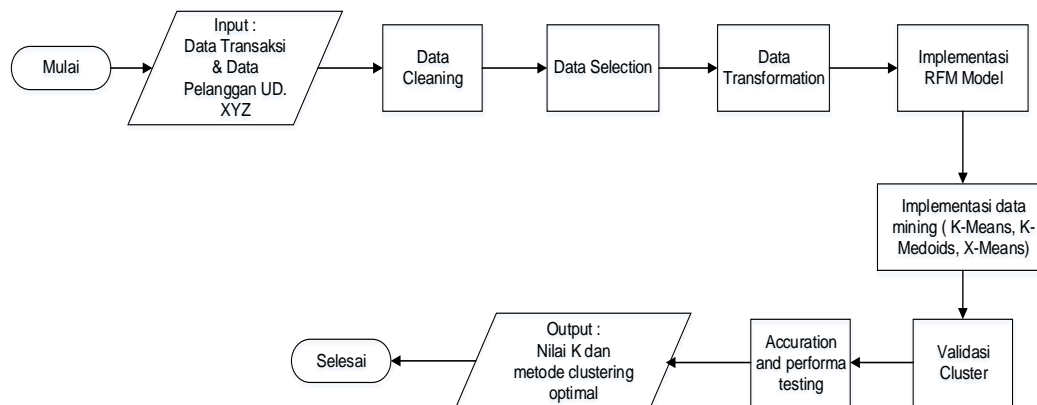 Mulai
Input :
Data Transaksi
& Data
Pelanggan UD.
XYZ
Data
Cleaning
Data Selection
Data
Transformation
Implementasi
RFM Model
Implementasi data
mining ( K-Means, K-
Medoids, X-Means)
Validasi
Cluster
Accuration
and performa
testing
Output :
Nilai K dan
metode clustering
optimal
Selesai